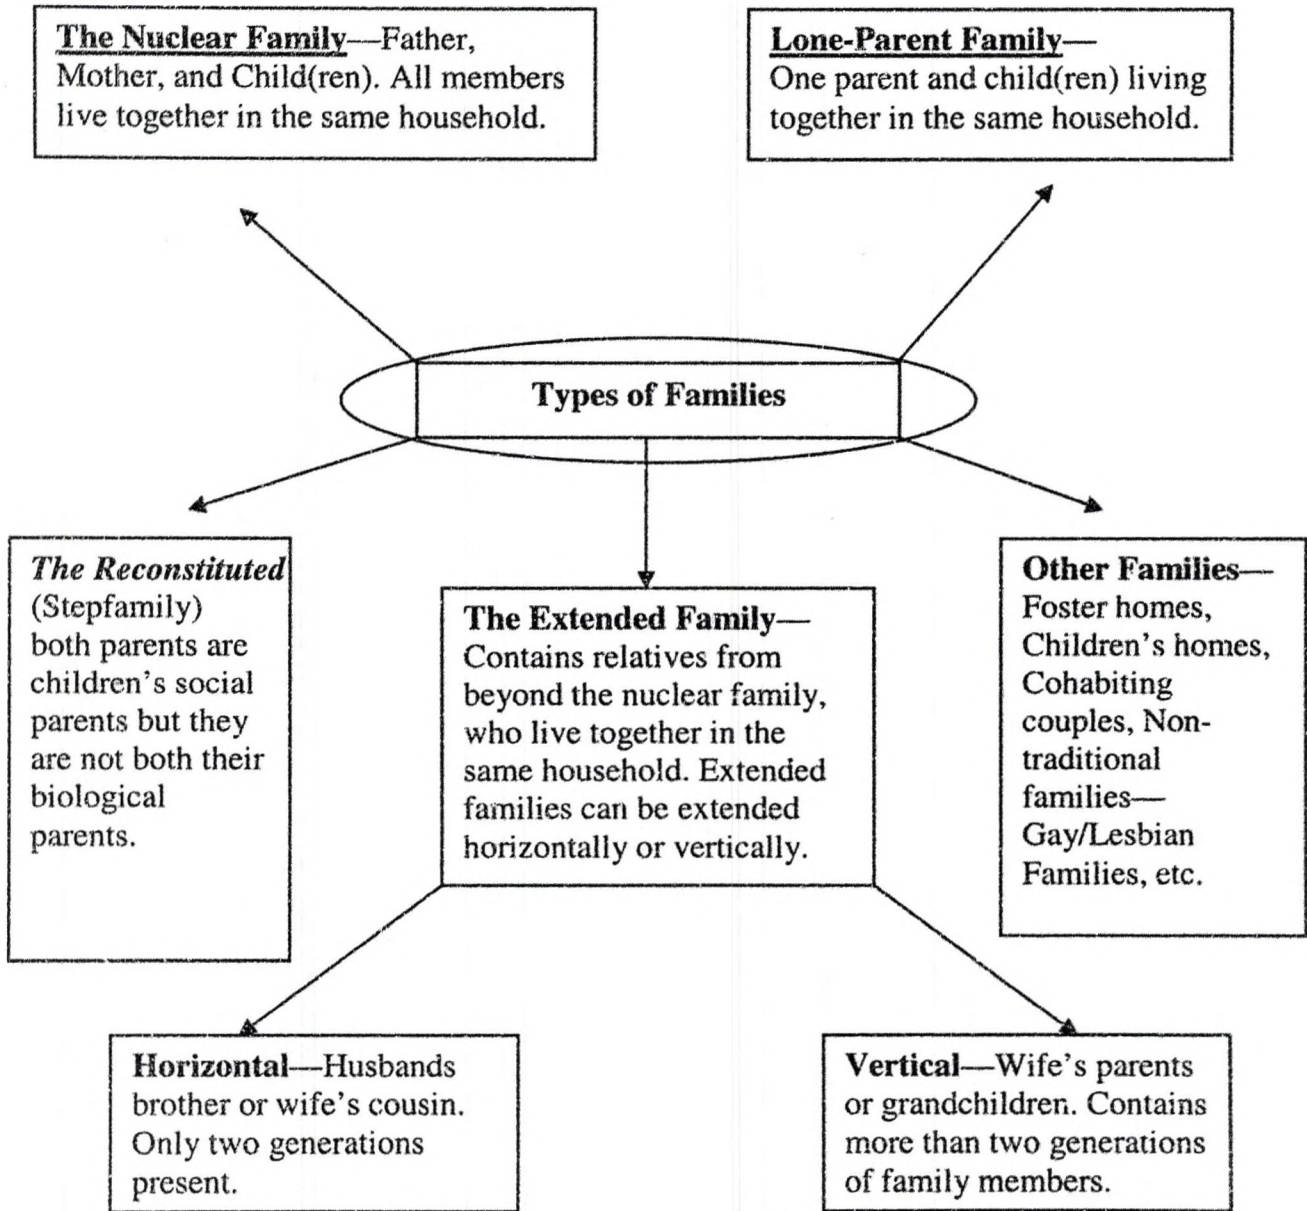 The Nuclear Family—Father,
Mother, and Child(ren). All members
live together in the same household.
Lone-Parent Family—
One parent and child(ren) living
together in the same household.
Types of Families
The Reconstituted
(Stepfamily)
both parents are
children's social
parents but they
are not both their
biological
parents.
The Extended Family—
Contains relatives from
beyond the nuclear family,
who live together in the
same household. Extended
families can be extended
horizontally or vertically.
Other Families—
Foster homes,
Children's homes,
Cohabiting
couples, Non-
traditional
families—
Gay/Lesbian
Families, etc.
Horizontal—Husbands
brother or wife's cousin.
Only two generations
present.
Vertical—Wife's parents
or grandchildren. Contains
more than two generations
of family members.